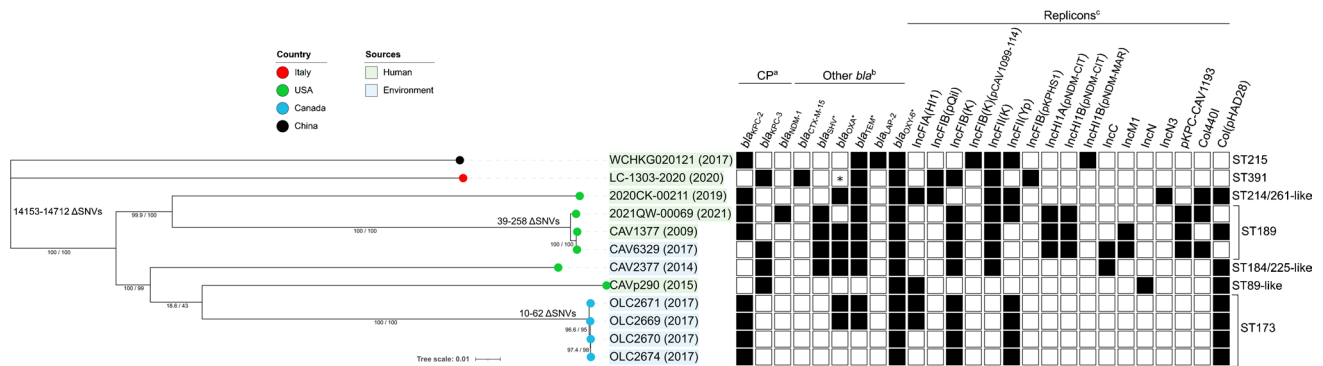 Replicons^c
Country
Sources
Italy
Human
USA
Environment
Canada
China
CP^a
Other bla^b
bla_KPC-2
bla_KPC-3
bla_NDM-1
bla_CTX-M-15
bla_SHV*
bla_OXA*
bla_TEM*
bla_LAP-2
bla_OXY-6*
IncFIA(HI1)
IncFIB(pQil)
IncFIB(K)
IncFIB(K)(pCAV1099-114)
IncFII(K)
IncFII(Yp)
IncFIB(pKPHS1)
IncHI1A(pNDM-CIT)
IncHI1B(pNDM-CIT)
IncHI1B(pNDM-MAR)
IncC
IncM1
IncN
IncN3
pKPC-CAV1193
Col440I
Col(pHAD28)
WCHKG020121 (2017)
ST215
LC-1303-2020 (2020)
*
ST391
2020CK-00211 (2019)
ST214/261-like
14153-14712 ΔSNVs
99.9 / 100
39-258 ΔSNVs
2021QW-00069 (2021)
100 / 100
CAV1377 (2009)
ST189
100 / 100
100 / 100
CAV6329 (2017)
CAV2377 (2014)
ST184/225-like
100 / 99
CAVp290 (2015)
ST89-like
18.6 / 43
OLC2671 (2017)
10-62 ΔSNVs
100 / 100
OLC2669 (2017)
ST173
96.6 / 95
OLC2670 (2017)
97.4 / 98
OLC2674 (2017)
Tree scale: 0.01